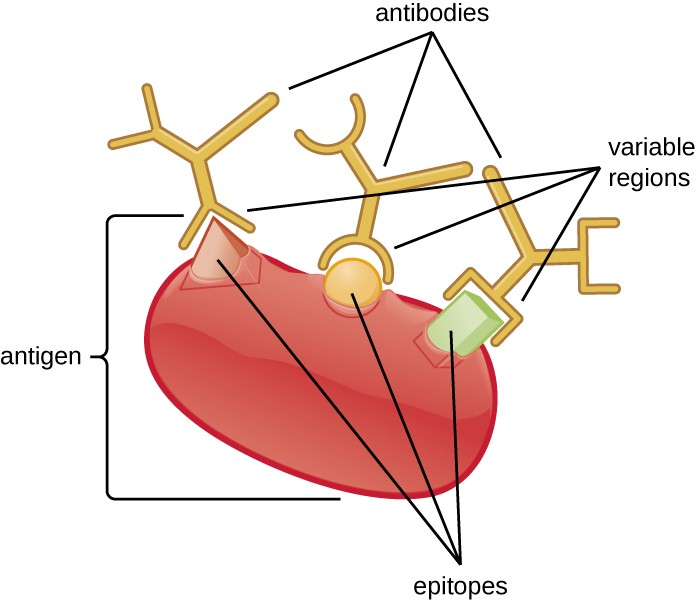 antibodies
variable
regions
antigen
epitopes